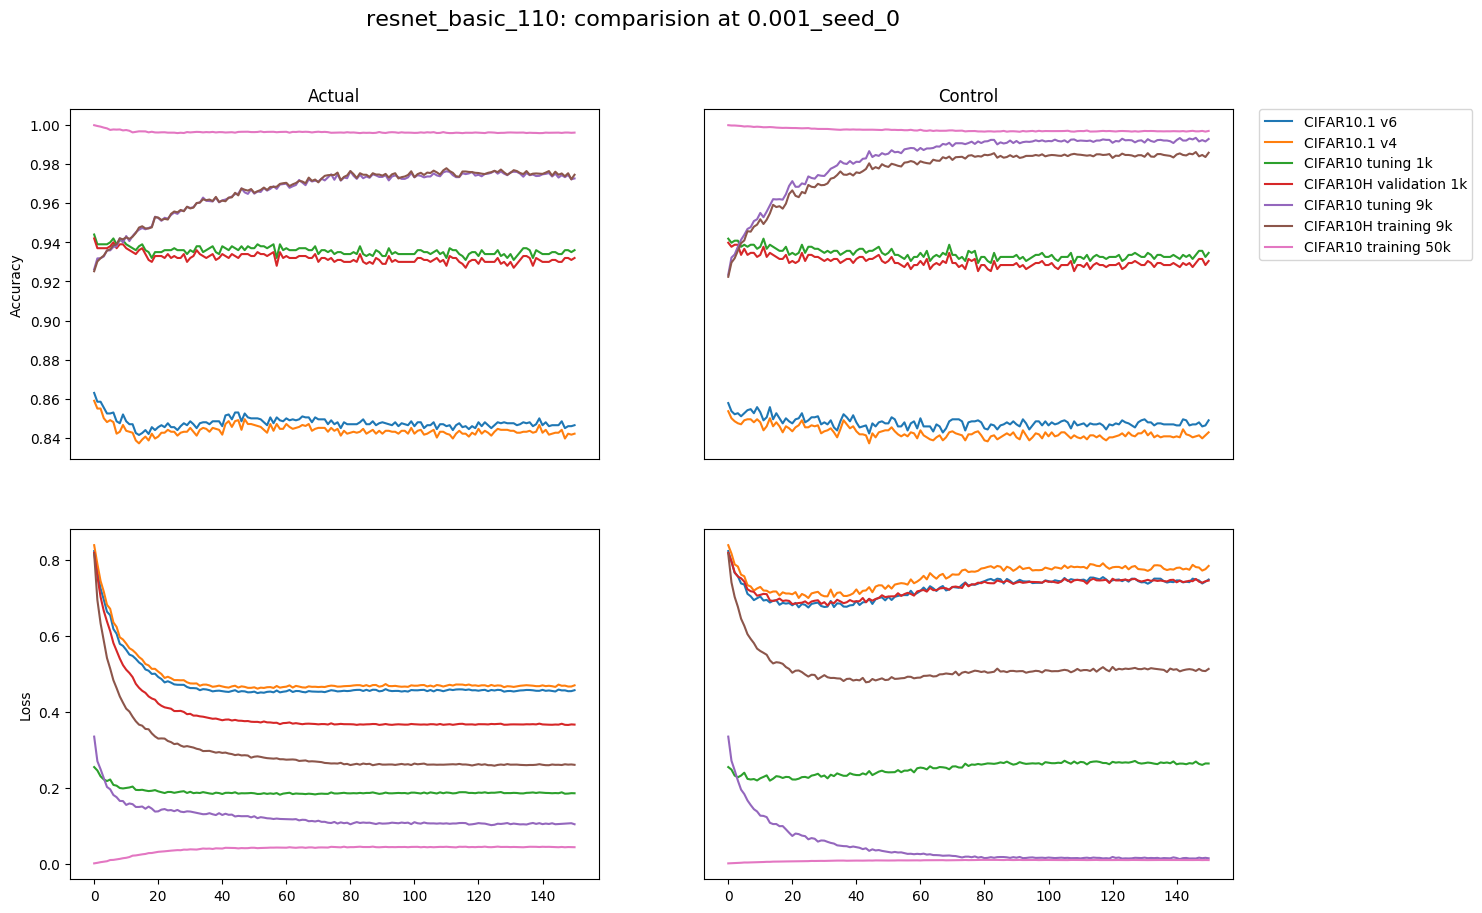 resnet_basic_110: comparision at 0.001_seed_0
Actual
Control
Accuracy
1.00
0.98
0.96
0.94
0.92
0.90
0.88
0.86
0.84
CIFAR10.1 v6
CIFAR10.1 v4
CIFAR10 tuning 1k
CIFAR10H validation 1k
CIFAR10 tuning 9k
CIFAR10H training 9k
CIFAR10 training 50k
Loss
0.8
0.6
0.4
0.2
0.0
0 20 40 60 80 100 120 140
0 20 40 60 80 100 120 140